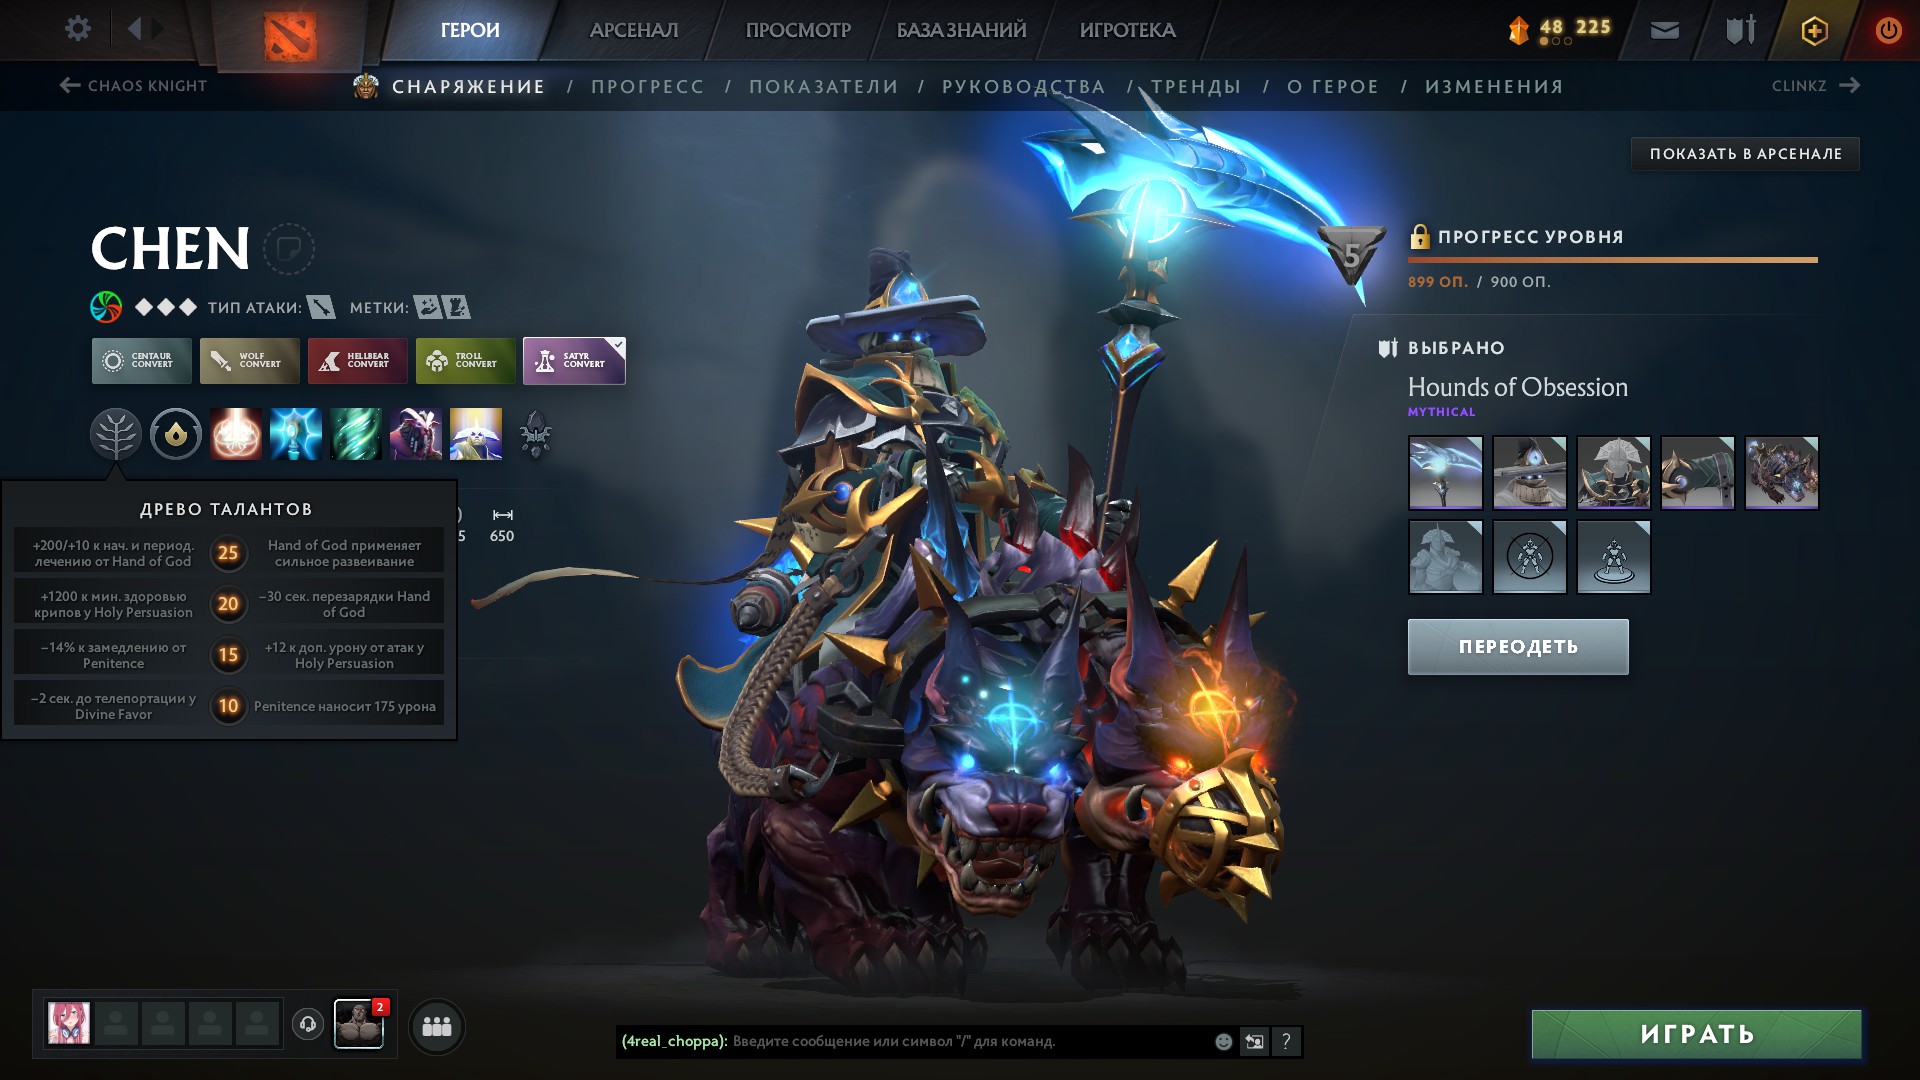 ГЕРОИ
АРСЕНАЛ
ПРОСМОТР
БАЗА ЗНАНИЙ
ИГРОТЕКА
48 225
CHAOS KNIGHT
СНАРЯЖЕНИЕ / ПРОГРЕСС / ПОКАЗАТЕЛИ / РУКОВОДСТВА / ТРЕНДЫ / О ГЕРОЕ / ИЗМЕНЕНИЯ
CLINKZ
ПОКАЗАТЬ В АРСЕНАЛЕ
CHEN
ТИП АТАКИ:
МЕТКИ:
CENTAUR CONVERT
WOLF CONVERT
HELLBEAR CONVERT
TROLL CONVERT
SATYR CONVERT
ДРЕВО ТАЛАНТОВ
+200/+10 к нач. и период.
лечению от Hand of God
25
Hand of God применяет
сильное развеивание
+1200 к мин. здоровью
крипов у Holy Persuasion
20
−30 сек. перезарядки Hand
of God
−14% к замедлению от
Penitence
15
+12 к доп. урону от атак у
Holy Persuasion
−2 сек. до телепортации у
Divine Favor
10
Penitence наносит 175 урона
5
650
5
ПРОГРЕСС УРОВНЯ
899 ОП. / 900 ОП.
ВЫБРАНО
Hounds of Obsession
MYTHICAL
ПЕРЕОДЕТЬ
2
(4real_choppa): Введите сообщение или символ "/" для команд.
?
ИГРАТЬ